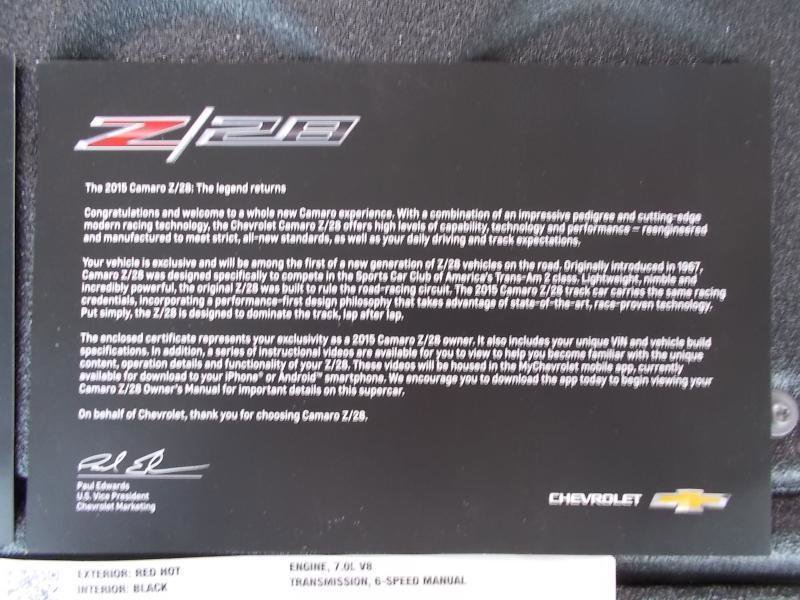 Z/28
The 2015 Camaro Z/28: The legend returns
Congratulations and welcome to a whole new Camaro experience. With a combination of an impressive pedigree and cutting-edge
modern racing technology, the Chevrolet Camaro Z/28 offers high levels of capability, technology and performance – reengineered
and manufactured to meet strict, all-new standards, as well as your daily driving and track expectations.
Your vehicle is exclusive and will be among the first of a new generation of Z/28 vehicles on the road. Originally introduced in 1967,
Camaro Z/28 was designed specifically to compete in the Sports Car Club of America's Trans-Am 2 class. Lightweight, nimble and
incredibly powerful, the original Z/28 was built to rule the road-racing circuit. The 2015 Camaro Z/28 track car carries the same racing
credentials, incorporating a performance-first design philosophy that takes advantage of state-of-the-art, race-proven technology.
Put simply, the Z/28 is designed to dominate the track, lap after lap.
The enclosed certificate represents your exclusivity as a 2015 Camaro Z/28 owner. It also includes your unique VIN and vehicle build
specifications. In addition, a series of instructional videos are available for you to view to help you become familiar with the unique
content, operation details and functionality of your Z/28. These videos will be housed in the MyChevrolet mobile app, currently
available for download to your iPhone® or Android™ smartphone. We encourage you to download the app today to begin viewing your
Camaro Z/28 Owner's Manual for important details on this supercar.
On behalf of Chevrolet, thank you for choosing Camaro Z/28.
Paul Edwards
U.S. Vice President
Chevrolet Marketing
CHEVROLET
EXTERIOR: RED HOT
INTERIOR: BLACK
ENGINE, 7.0L V8
TRANSMISSION, 6-SPEED MANUAL